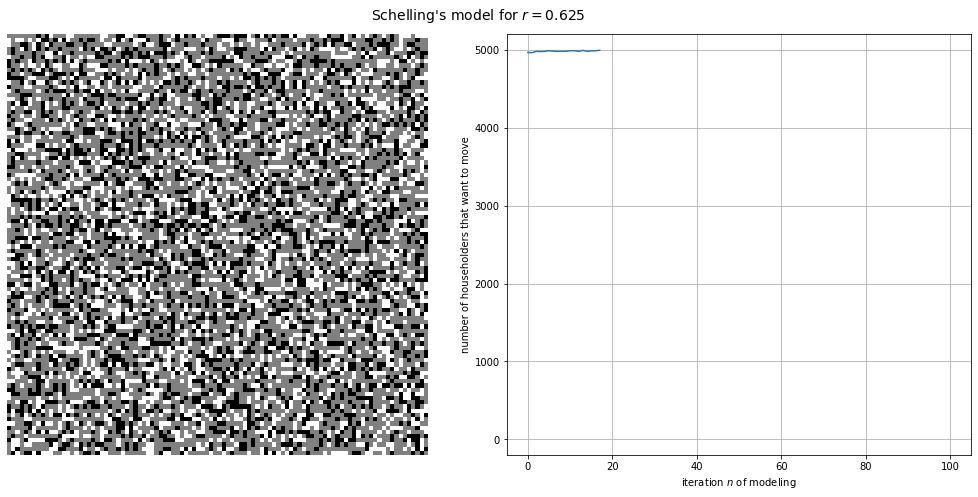 Schelling's model for r = 0.625
number of householders that want to move
5000
4000
3000
2000
1000
0
0 20 40 60 80 100
iteration n of modeling